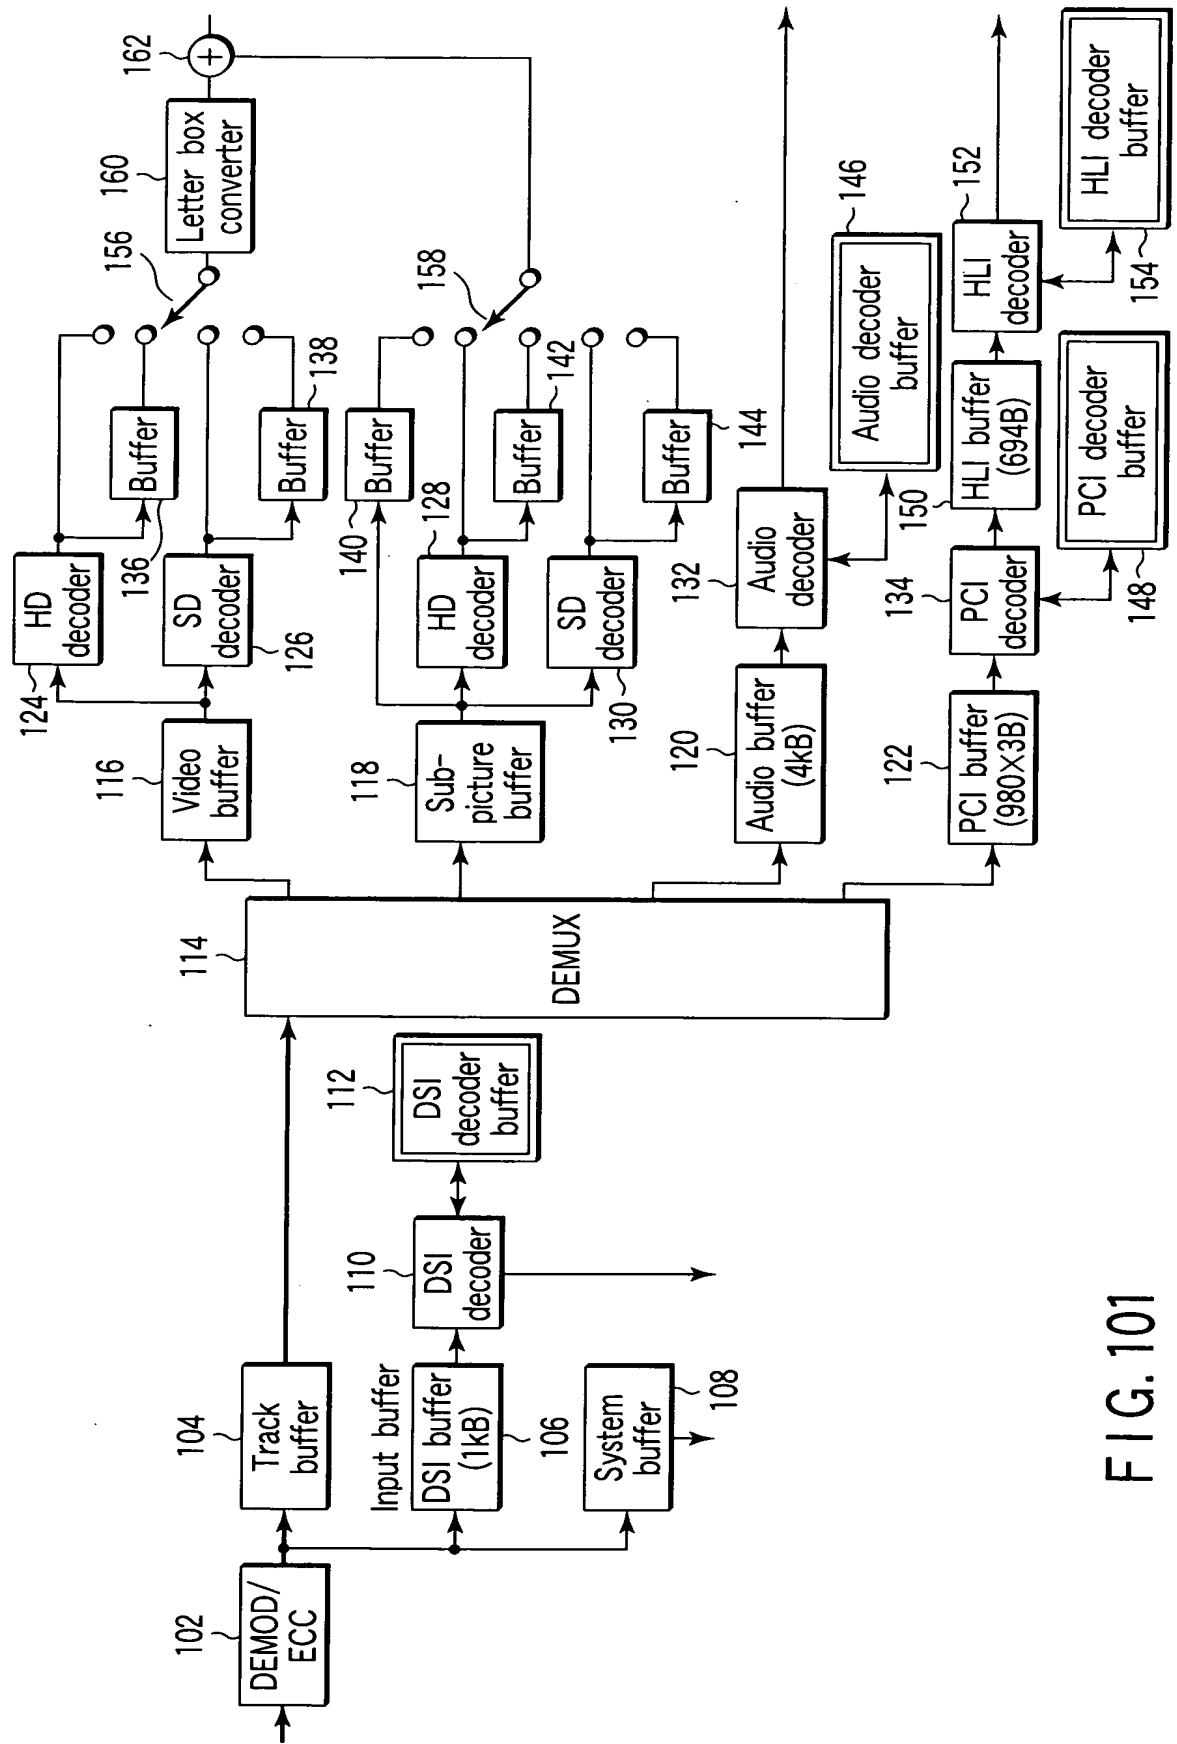 102
DEMOD/
ECC
104
Track
buffer
Input buffer
DSI buffer
(1kB)
106
System
buffer
108
110
DSI
decoder
112
DSI
decoder
buffer
114
DEMUX
116
Video
buffer
118
Sub-
picture
buffer
120
Audio buffer
(4kB)
122
PCI buffer
(980×3B)
124
HD
decoder
SD
decoder
126
136
Buffer
Buffer
138
156
160
Letter box
converter
162
+
140
Buffer
128
HD
decoder
Buffer
142
SD
decoder
130
Buffer
144
158
132
Audio
decoder
146
Audio decoder
buffer
134
PCI
decoder
148
PCI decoder
buffer
150
HLI buffer
(694B)
152
HLI
decoder
154
HLI decoder
buffer
FIG. 101